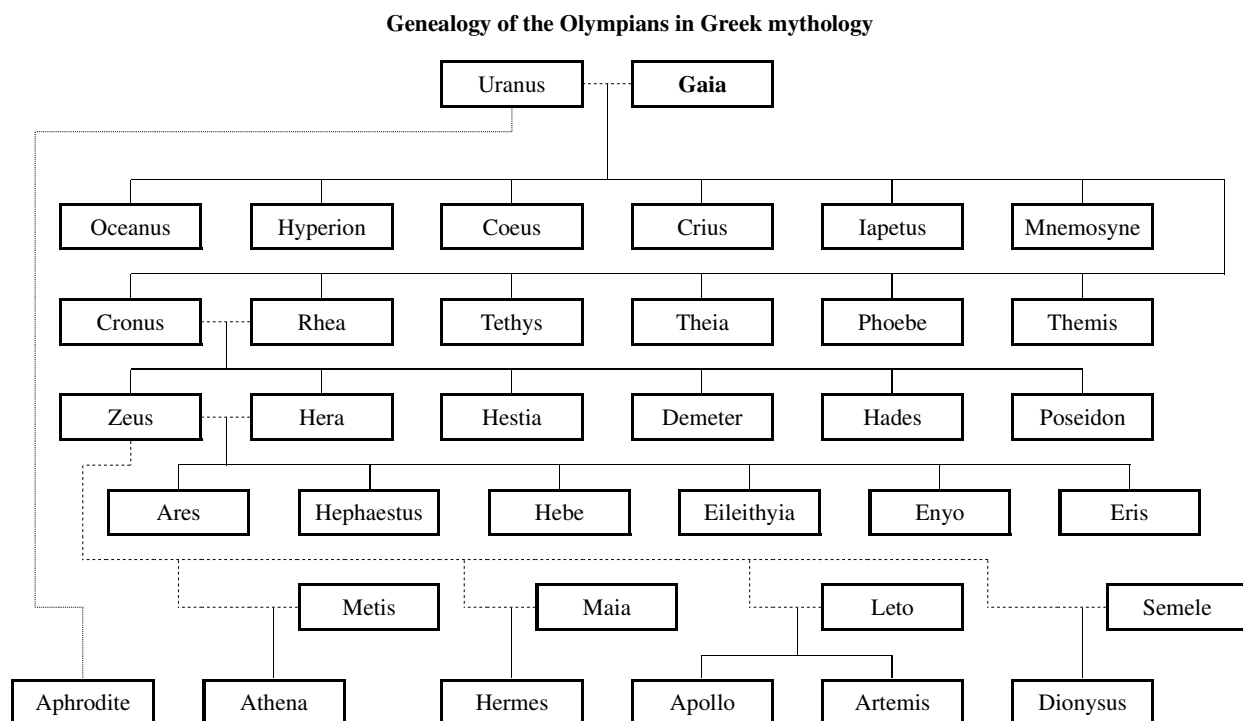 Genealogy of the Olympians in Greek mythology
Uranus Gaia
Oceanus Hyperion Coeus Crius Iapetus Mnemosyne
Cronus Rhea Tethys Theia Phoebe Themis
Zeus Hera Hestia Demeter Hades Poseidon
Ares Hephaestus Hebe Eileithyia Enyo Eris
Metis Maia Leto Semele
Aphrodite Athena Hermes Apollo Artemis Dionysus